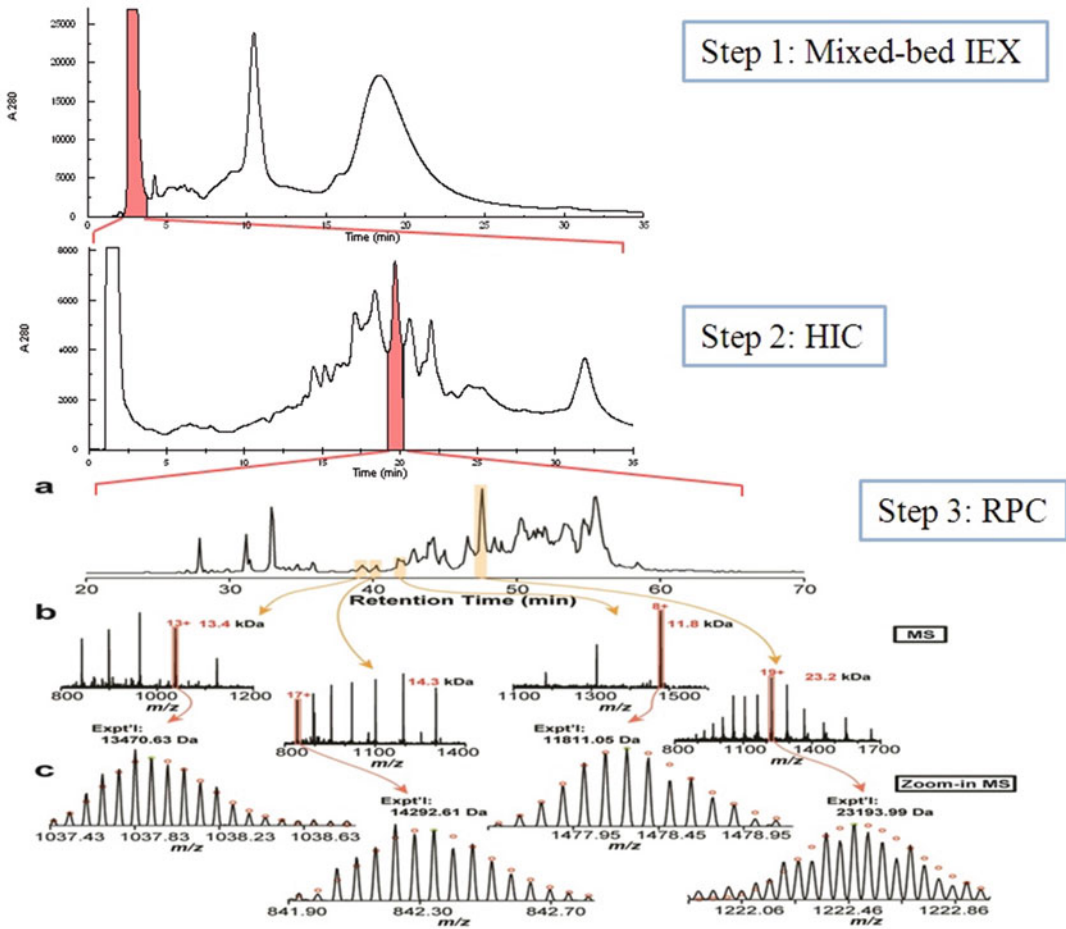 Step 1: Mixed-bed IEX
A 280
25000
20000
15000
10000
5000
0
0 5 10 15 20 25 30 35
Time (min)
Step 2: HIC
A 280
8000
6000
4000
2000
0
0 5 10 15 20 25 30 35
Time (min)
Step 3: RPC
a
20 30 40 50 60 70
Retention Time (min)
b
MS
13+ 13.4 kDa
800 1000 1200
m/z
17+ 14.3 kDa
800 1100 1400
m/z
8+
11.8 kDa
1100 1300 1500
m/z
19+ 23.2 kDa
800 1100 1400 1700
m/z
c
Zoom-in MS
Expt'l:
13470.63 Da
1037.43 1037.83 1038.23 1038.63
m/z
Expt'l:
14292.61 Da
841.90 842.30 842.70
m/z
Expt'l:
11811.05 Da
1477.95 1478.45 1478.95
m/z
Expt'l:
23193.99 Da
1222.06 1222.46 1222.86
m/z